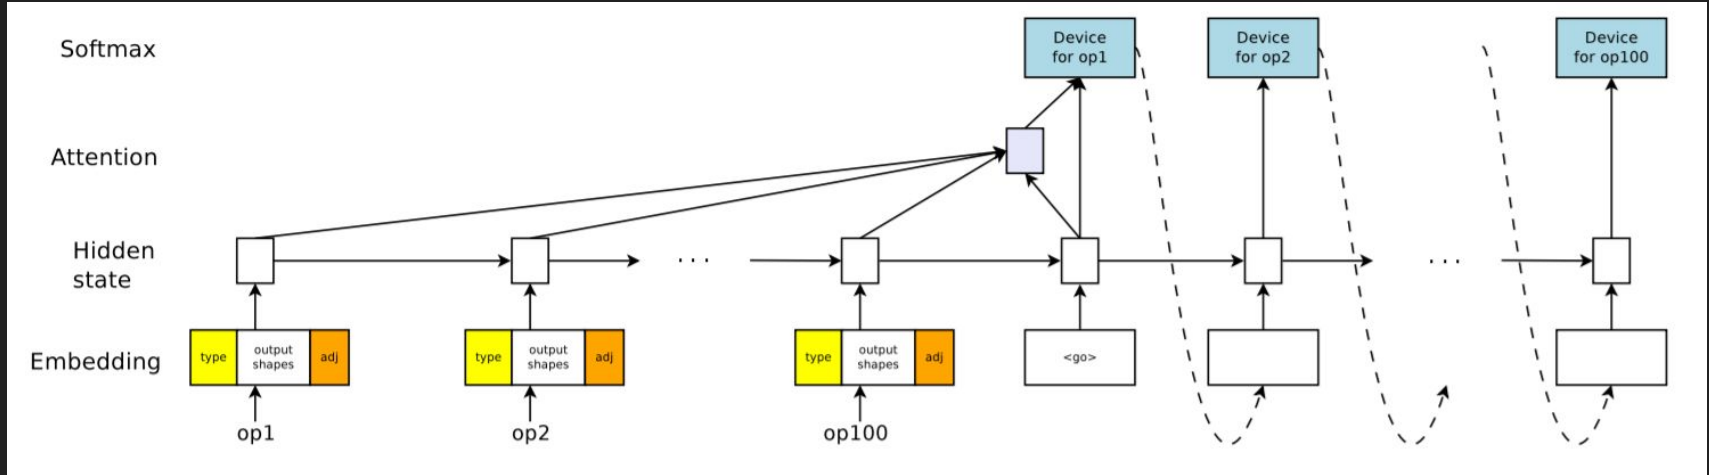 Softmax
Device
for op1
Device
for op2
Device
for op100
Attention
Hidden
state
. . .
. . .
Embedding
type
output
shapes
adj
type
output
shapes
adj
type
output
shapes
adj
<go>
op1
op2
op100